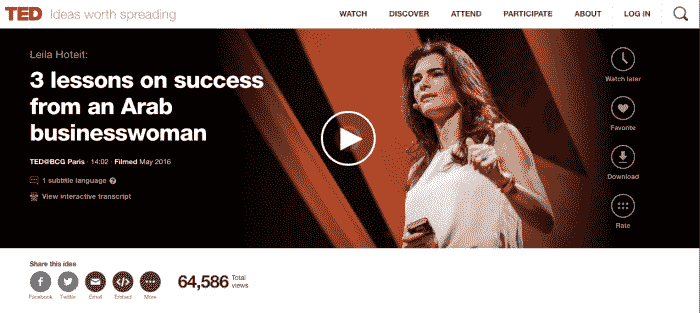 TED Ideas worth spreading
WATCH DISCOVER ATTEND PARTICIPATE ABOUT LOG IN
Leila Hoteit:
3 lessons on success
from an Arab
businesswoman
TED@BCG Paris · 14:02 · Filmed May 2016
1 subtitle language
View interactive transcript
Watch later
Favorite
Download
Rate
Share this idea
Facebook Twitter Email Embed More
64,586 Total
views